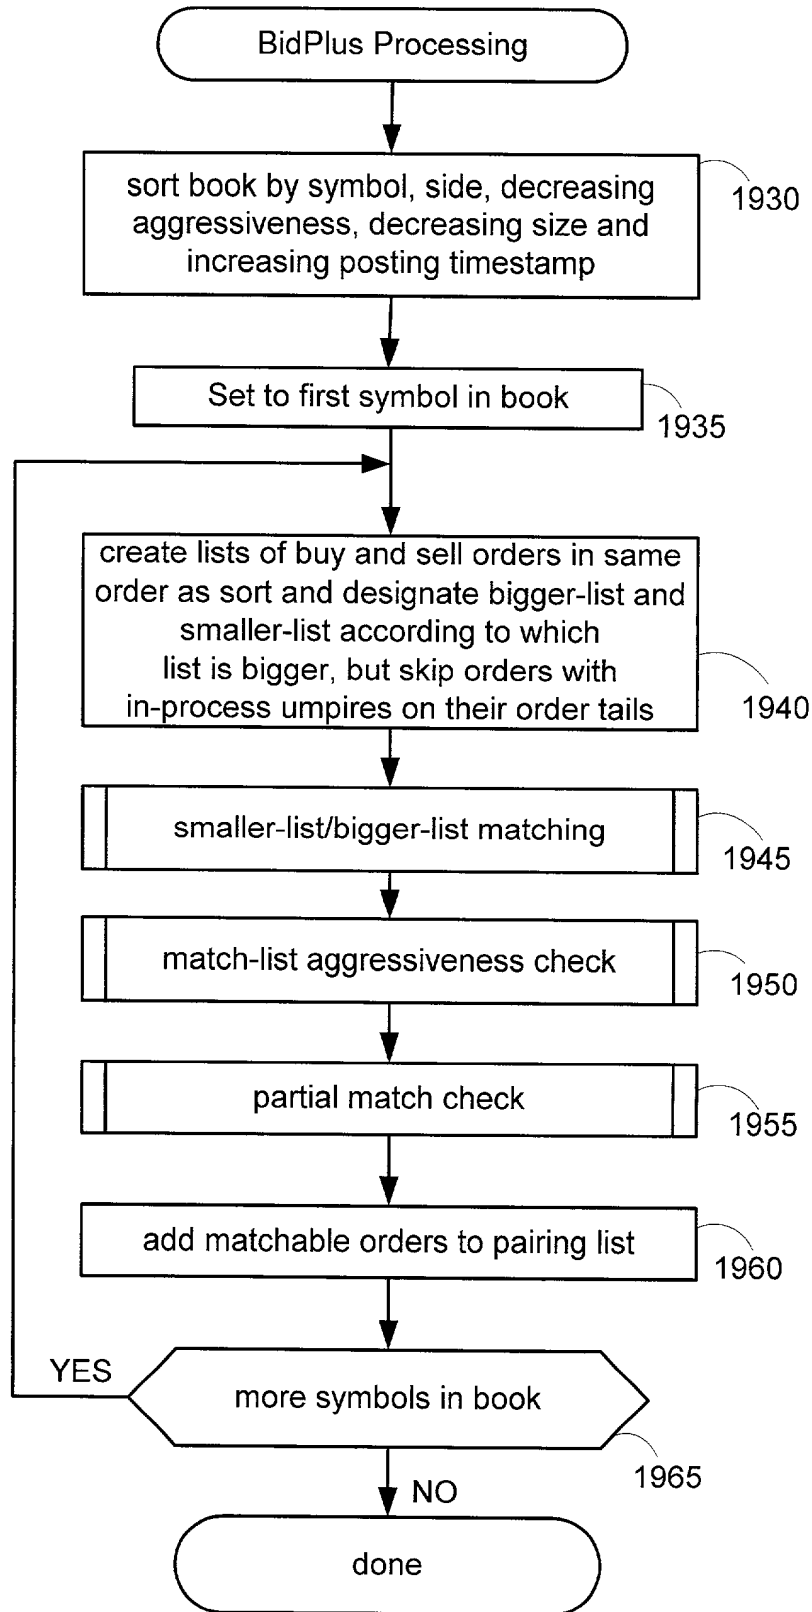 BidPlus Processing
sort book by symbol, side, decreasing
aggressiveness, decreasing size and
increasing posting timestamp
1930
Set to first symbol in book
1935
create lists of buy and sell orders in same
order as sort and designate bigger-list and
smaller-list according to which
list is bigger, but skip orders with
in-process umpires on their order tails
1940
smaller-list/bigger-list matching
1945
match-list aggressiveness check
1950
partial match check
1955
add matchable orders to pairing list
1960
YES
more symbols in book
1965
NO
done